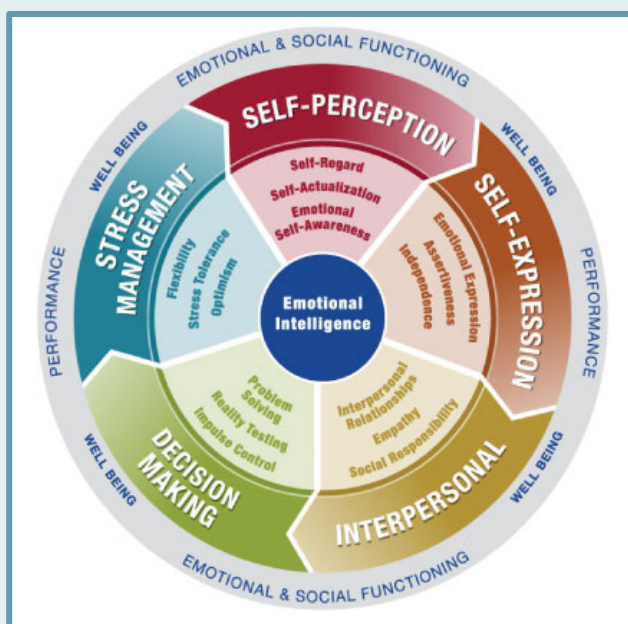 EMOTIONAL & SOCIAL FUNCTIONING
WELL BEING
WELL BEING
PERFORMANCE
PERFORMANCE
WELL BEING
WELL BEING
EMOTIONAL & SOCIAL FUNCTIONING
SELF-PERCEPTION
Self-Regard
Self-Actualization
Emotional
Self-Awareness
SELF-EXPRESSION
Emotional Expression
Assertiveness
Independence
INTERPERSONAL
Interpersonal
Relationships
Empathy
Social Responsibility
DECISION
MAKING
Problem
Solving
Reality Testing
Impulse Control
STRESS
MANAGEMENT
Flexibility
Stress Tolerance
Optimism
Emotional
Intelligence